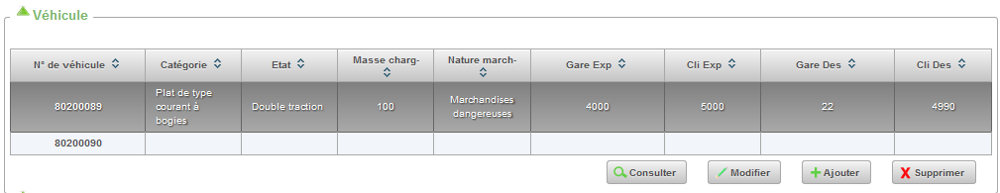 Véhicule
N° de véhicule Catégorie Etat Masse charg- Nature march- Gare Exp Cli Exp Gare Des Cli Des
80200089 Plat de type courant à bogies Double traction 100 Marchandises dangereuses 4000 5000 22 4990
80200090
Consulter Modifier Ajouter Supprimer